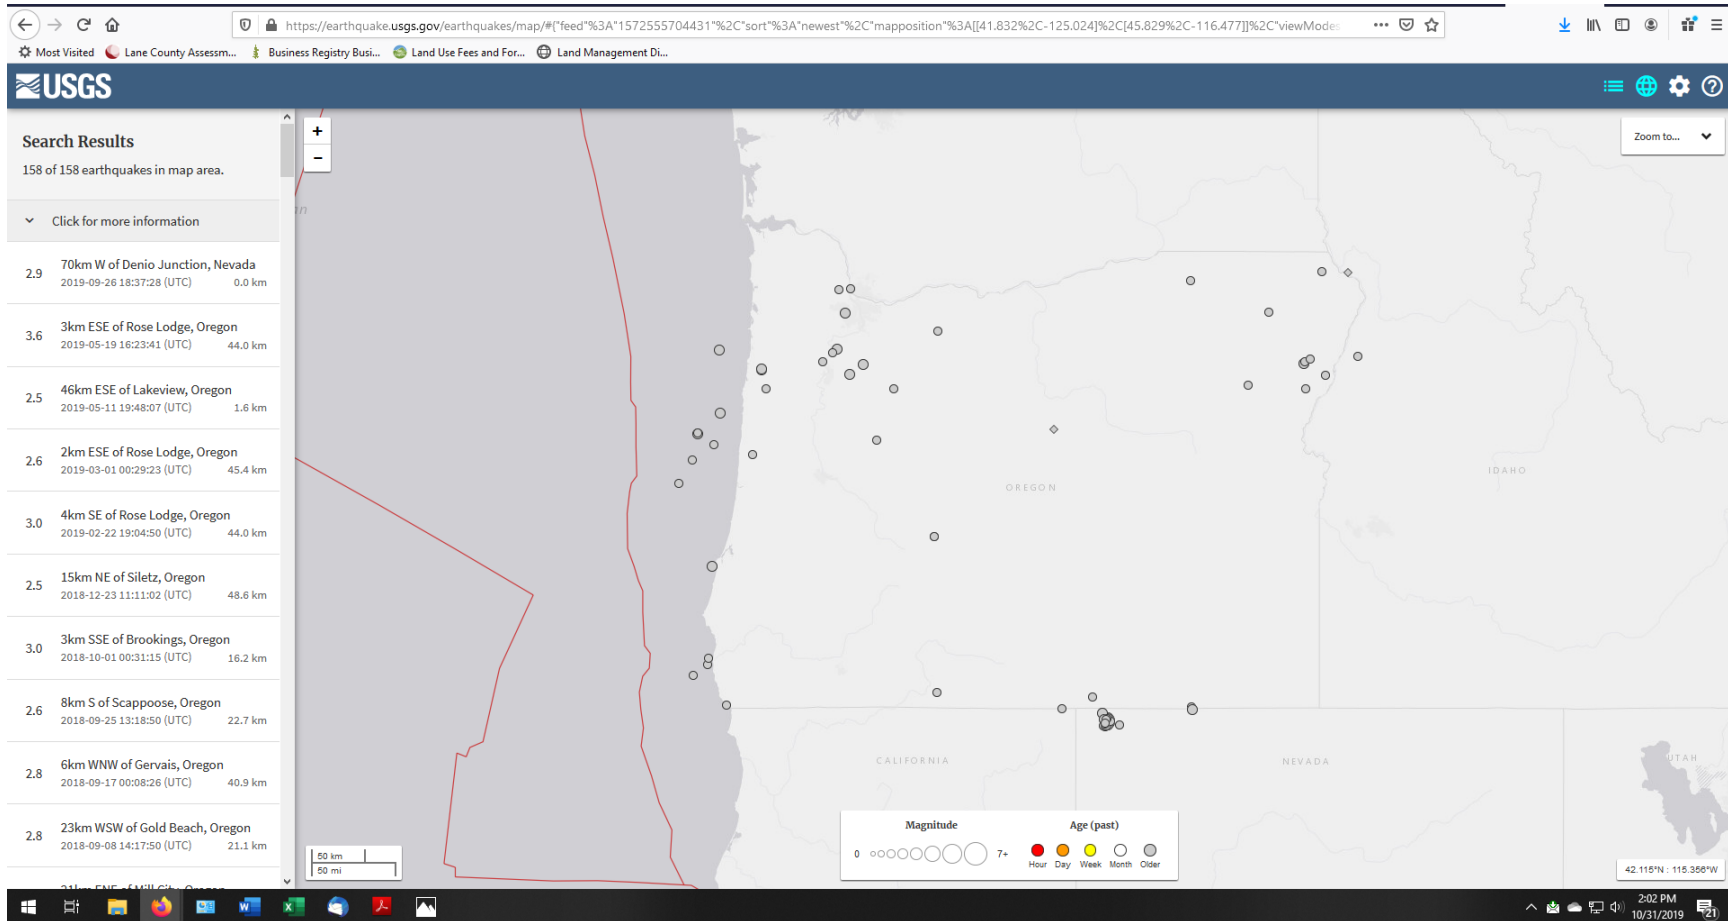 https://earthquake.usgs.gov/earthquakes/map/#{"feed"%3A"1572555704431"%2C"sort"%3A"newest"%2C"mapposition"%3A[[41.832%2C-125.024]%2C[45.829%2C-116.477]]%2C"viewModes
Most Visited Lane County Assessm... Business Registry Busi... Land Use Fees and For... Land Management Di...
USGS
Search Results
158 of 158 earthquakes in map area.
Click for more information
2.9 70km W of Denio Junction, Nevada
2019-09-26 18:37:28 (UTC) 0.0 km
3.6 3km ESE of Rose Lodge, Oregon
2019-05-19 16:23:41 (UTC) 44.0 km
2.5 46km ESE of Lakeview, Oregon
2019-05-11 19:48:07 (UTC) 1.6 km
2.6 2km ESE of Rose Lodge, Oregon
2019-03-01 00:29:23 (UTC) 45.4 km
3.0 4km SE of Rose Lodge, Oregon
2019-02-22 19:04:50 (UTC) 44.0 km
2.5 15km NE of Siletz, Oregon
2018-12-23 11:11:02 (UTC) 48.6 km
3.0 3km SSE of Brookings, Oregon
2018-10-01 00:31:15 (UTC) 16.2 km
2.6 8km S of Scappoose, Oregon
2018-09-25 13:18:50 (UTC) 22.7 km
2.8 6km WNW of Gervais, Oregon
2018-09-17 00:08:26 (UTC) 40.9 km
2.8 23km WSW of Gold Beach, Oregon
2018-09-08 14:17:50 (UTC) 21.1 km
21km ENE of Mill City, Oregon
+
−
an
Zoom to...
OREGON
IDAHO
CALIFORNIA
NEVADA
UTAH
50 km
50 mi
Magnitude
0 7+
Age (past)
Hour Day Week Month Older
42.115°N : 115.356°W
2:02 PM
10/31/2019
21